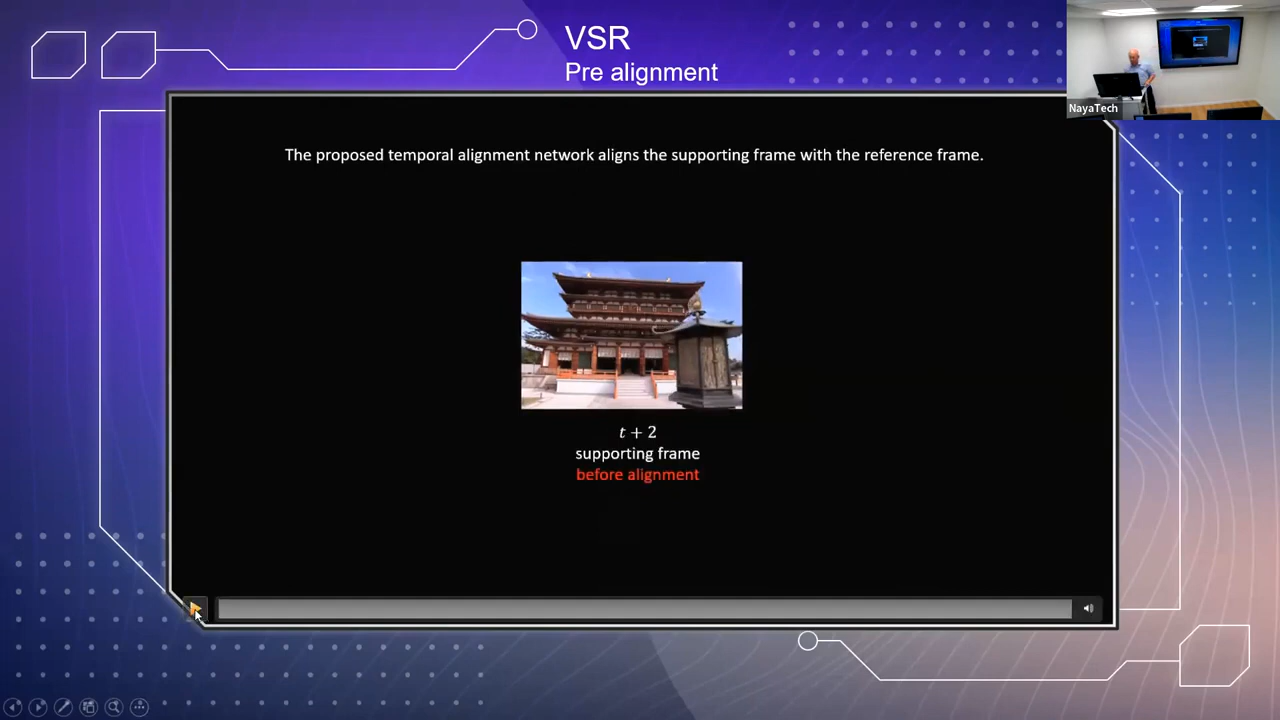 VSR
Pre alignment
NayaTech
The proposed temporal alignment network aligns the supporting frame with the reference frame.
t + 2
supporting frame
before alignment